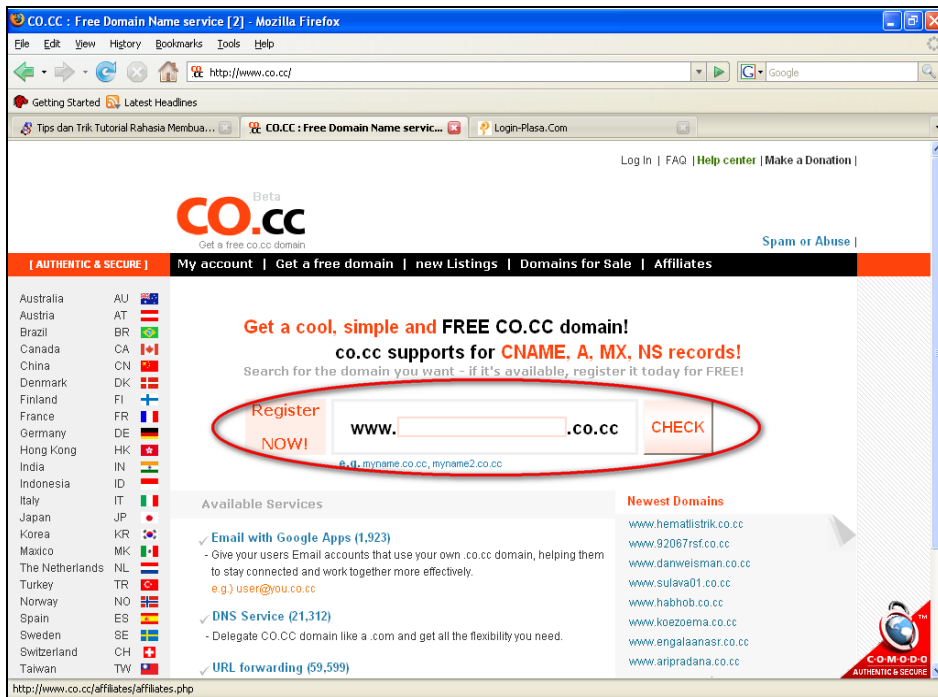 CO.CC : Free Domain Name service [2] - Mozilla Firefox
File Edit View History Bookmarks Tools Help
http://www.co.cc/
G Google
Getting Started Latest Headlines
Tips dan Trik Tutorial Rahasia Membua... CO.CC : Free Domain Name servic... Login-Plasa.Com
Log In | FAQ | Help center | Make a Donation |
Beta
CO.CC
Get a free co.cc domain
Spam or Abuse |
[ AUTHENTIC & SECURE ] My account | Get a free domain | new Listings | Domains for Sale | Affiliates
Australia AU
Austria AT
Brazil BR
Canada CA
China CN
Denmark DK
Finland FI
France FR
Germany DE
Hong Kong HK
India IN
Indonesia ID
Italy IT
Japan JP
Korea KR
Maxico MK
The Netherlands NL
Turkey TR
Norway NO
Spain ES
Sweden SE
Switzerland CH
Taiwan TW
Get a cool, simple and FREE CO.CC domain!
co.cc supports for CNAME, A, MX, NS records!
Search for the domain you want - if it's available, register it today for FREE!
Register
NOW!
www. .co.cc CHECK
e.g. myname.co.cc, myname2.co.cc
Available Services
Email with Google Apps (1,923)
- Give your users Email accounts that use your own .co.cc domain, helping them
to stay connected and work together more effectively.
e.g.) user@you.co.cc
DNS Service (21,312)
- Delegate CO.CC domain like a .com and get all the flexibility you need.
URL forwarding (59,599)
Newest Domains
www.hematlistrik.co.cc
www.92067rsf.co.cc
www.danweisman.co.cc
www.sulava01.co.cc
www.habhob.co.cc
www.koezoema.co.cc
www.engalaanasr.co.cc
www.aripradana.co.cc
TM
C·O·M·O·D·O
AUTHENTIC & SECURE
http://www.co.cc/affiliates/affiliates.php